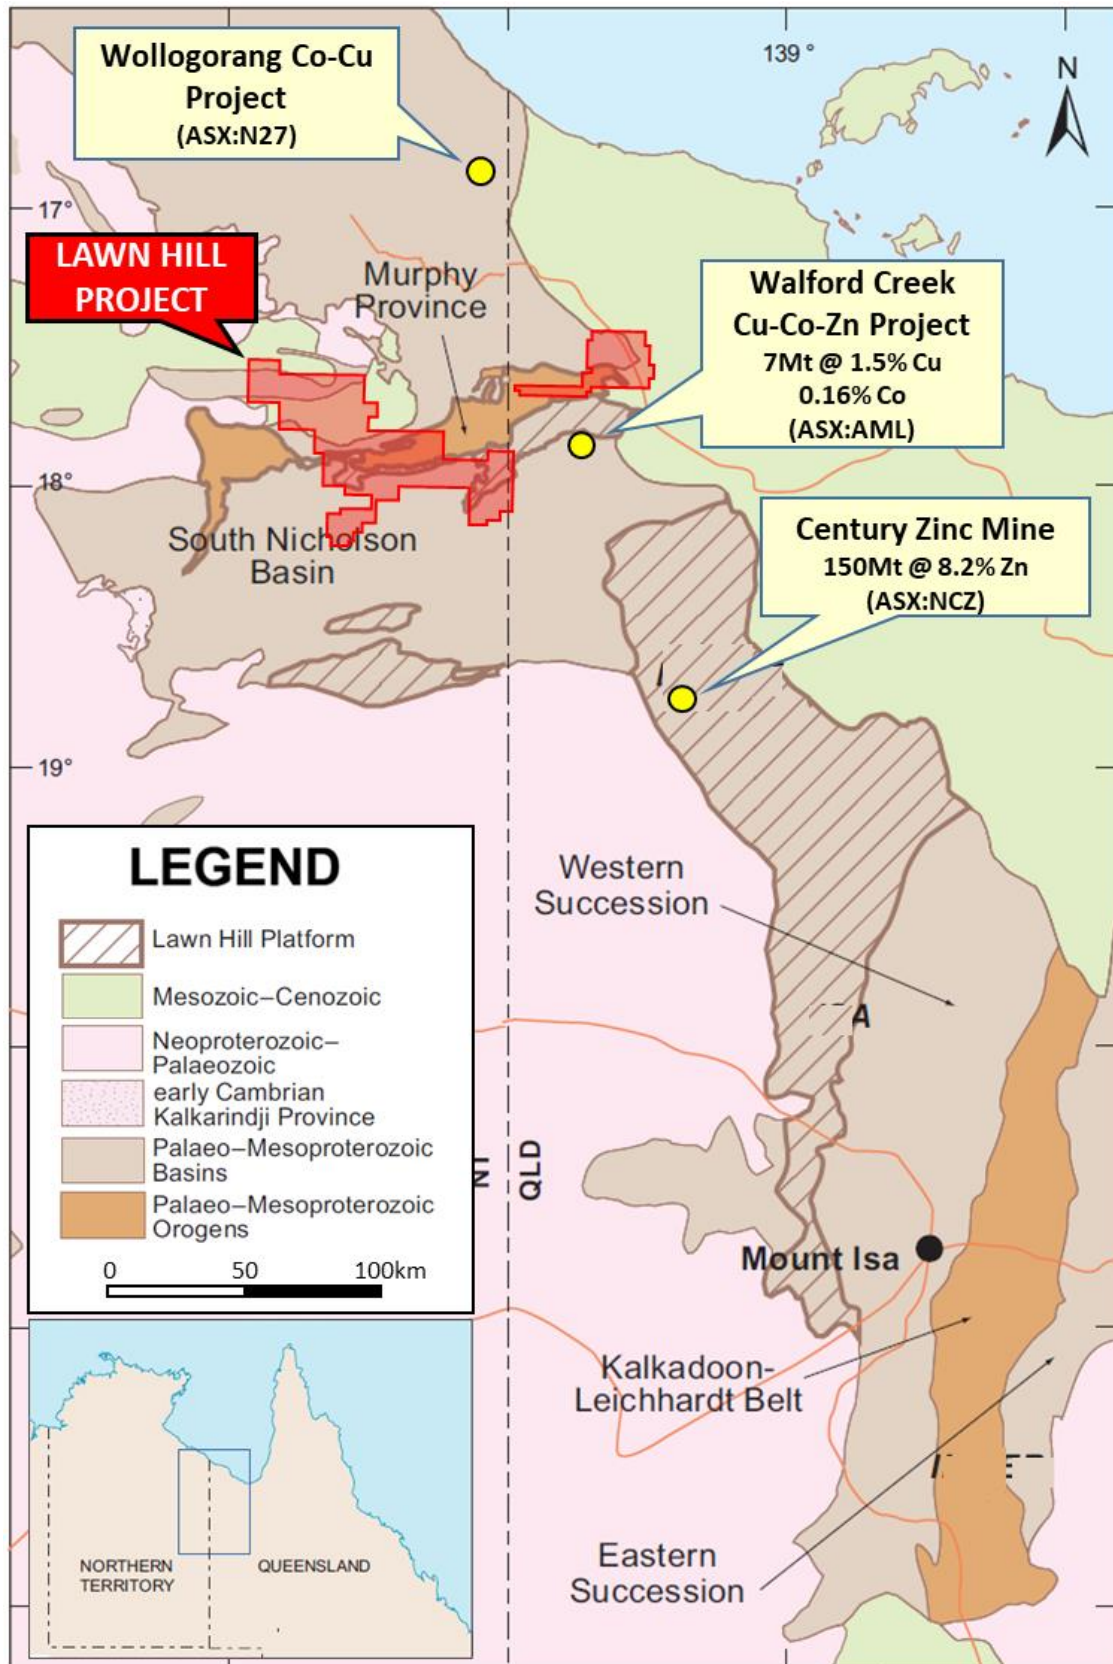 Wollogorang Co-Cu
Project
(ASX:N27)
139°
N
17°
LAWN HILL
PROJECT
Murphy
Province
Walford Creek
Cu-Co-Zn Project
7Mt @ 1.5% Cu
0.16% Co
(ASX:AML)
18°
South Nicholson
Basin
Century Zinc Mine
150Mt @ 8.2% Zn
(ASX:NCZ)
19°
LEGEND
Lawn Hill Platform
Mesozoic–Cenozoic
Neoproterozoic–
Palaeozoic
early Cambrian
Kalkarindji Province
Palaeo–Mesoproterozoic
Basins
Palaeo–Mesoproterozoic
Orogens
0 50 100km
Western
Succession
A
NT
QLD
Mount Isa
Kalkadoon-
Leichhardt Belt
Eastern
Succession
NORTHERN
TERRITORY
QUEENSLAND